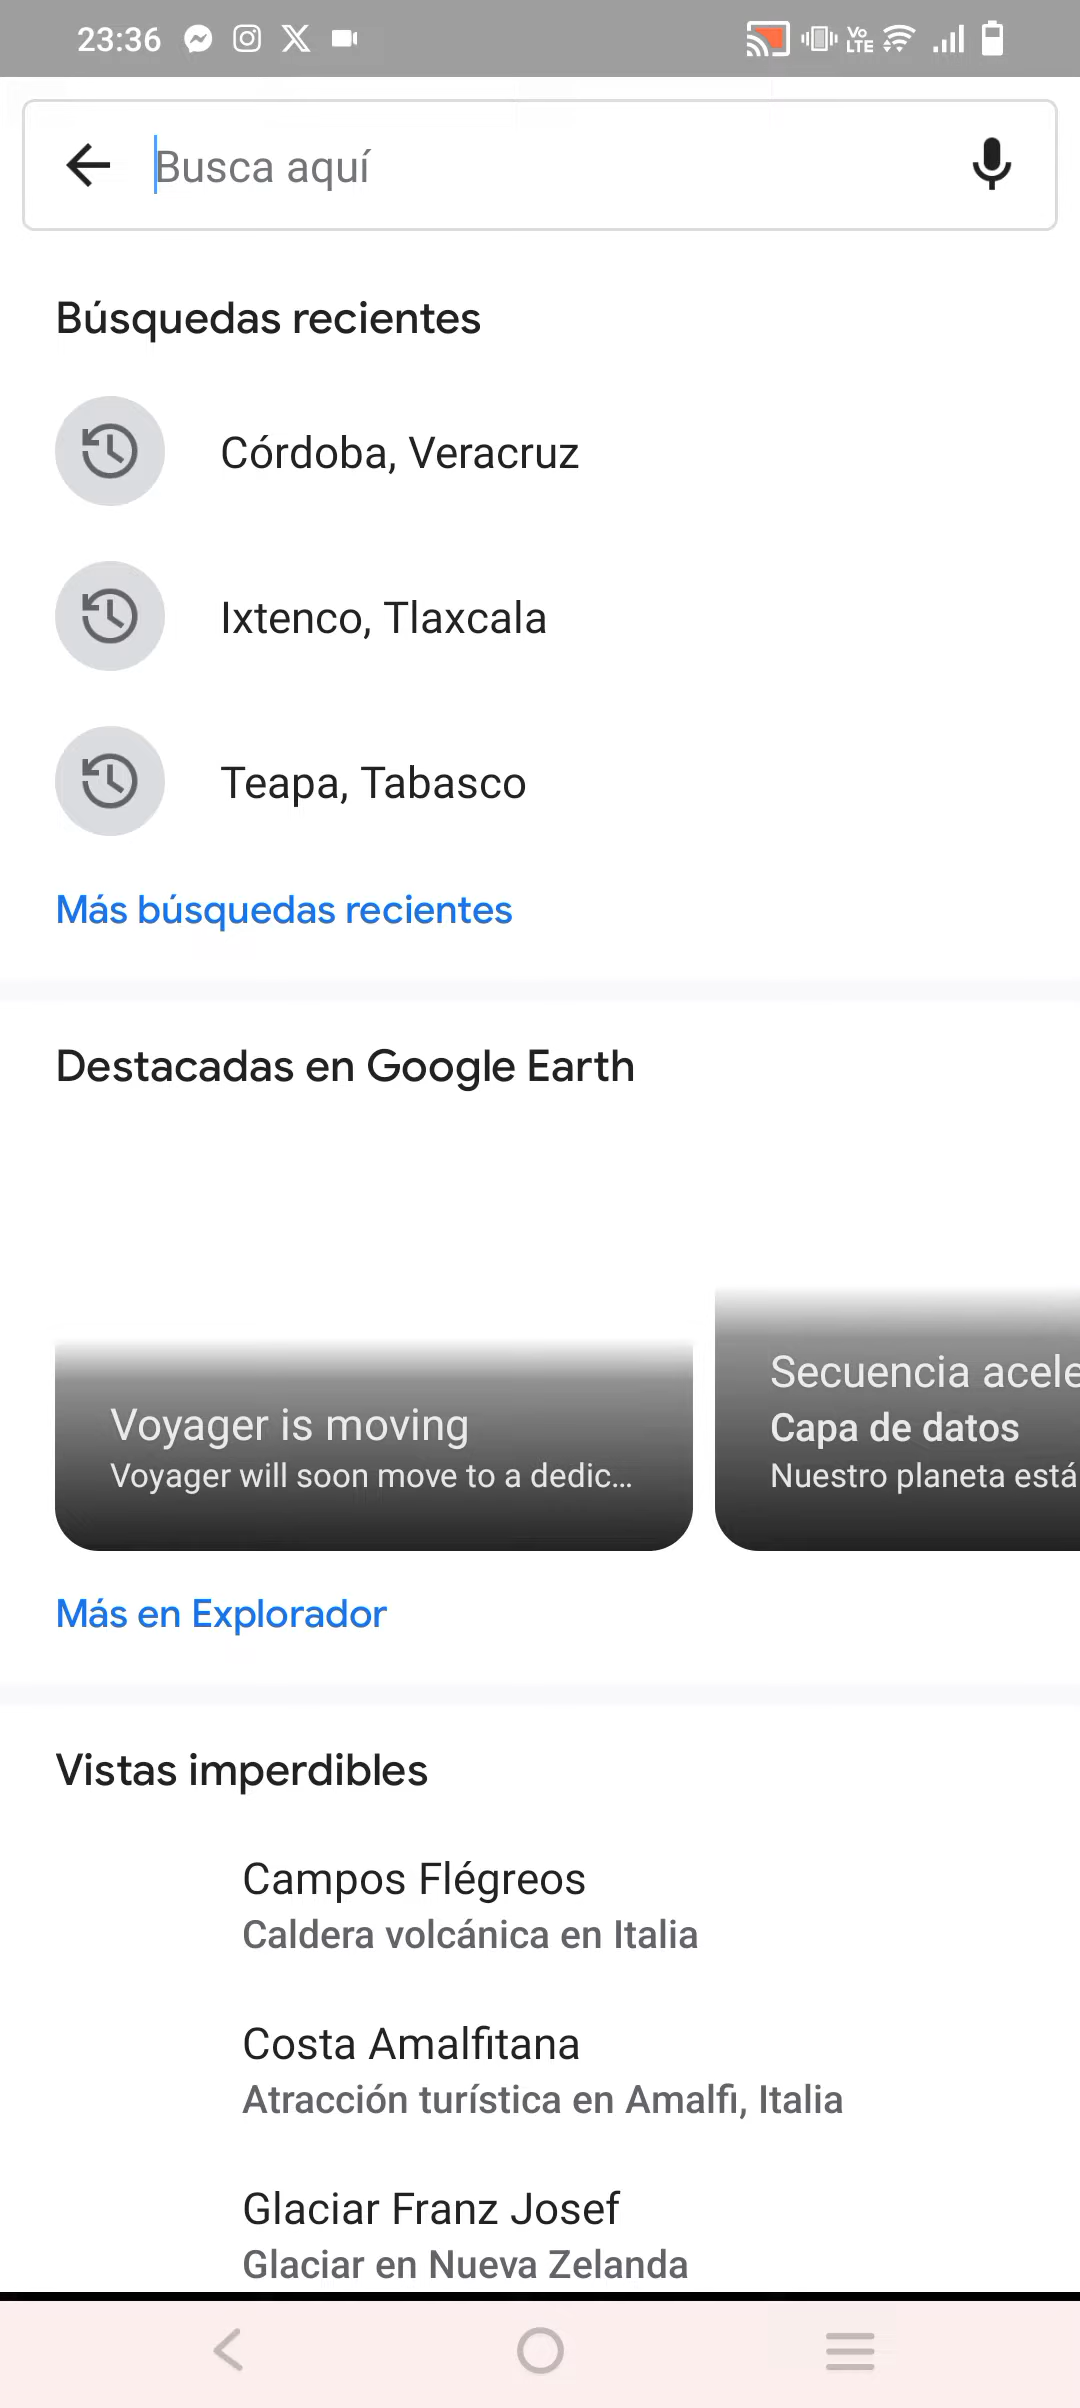 23:36
Vo
LTE
Busca aquí
Búsquedas recientes
Córdoba, Veracruz
Ixtenco, Tlaxcala
Teapa, Tabasco
Más búsquedas recientes
Destacadas en Google Earth
Voyager is moving
Voyager will soon move to a dedic...
Secuencia acele
Capa de datos
Nuestro planeta está
Más en Explorador
Vistas imperdibles
Campos Flégreos
Caldera volcánica en Italia
Costa Amalfitana
Atracción turística en Amalfi, Italia
Glaciar Franz Josef
Glaciar en Nueva Zelanda